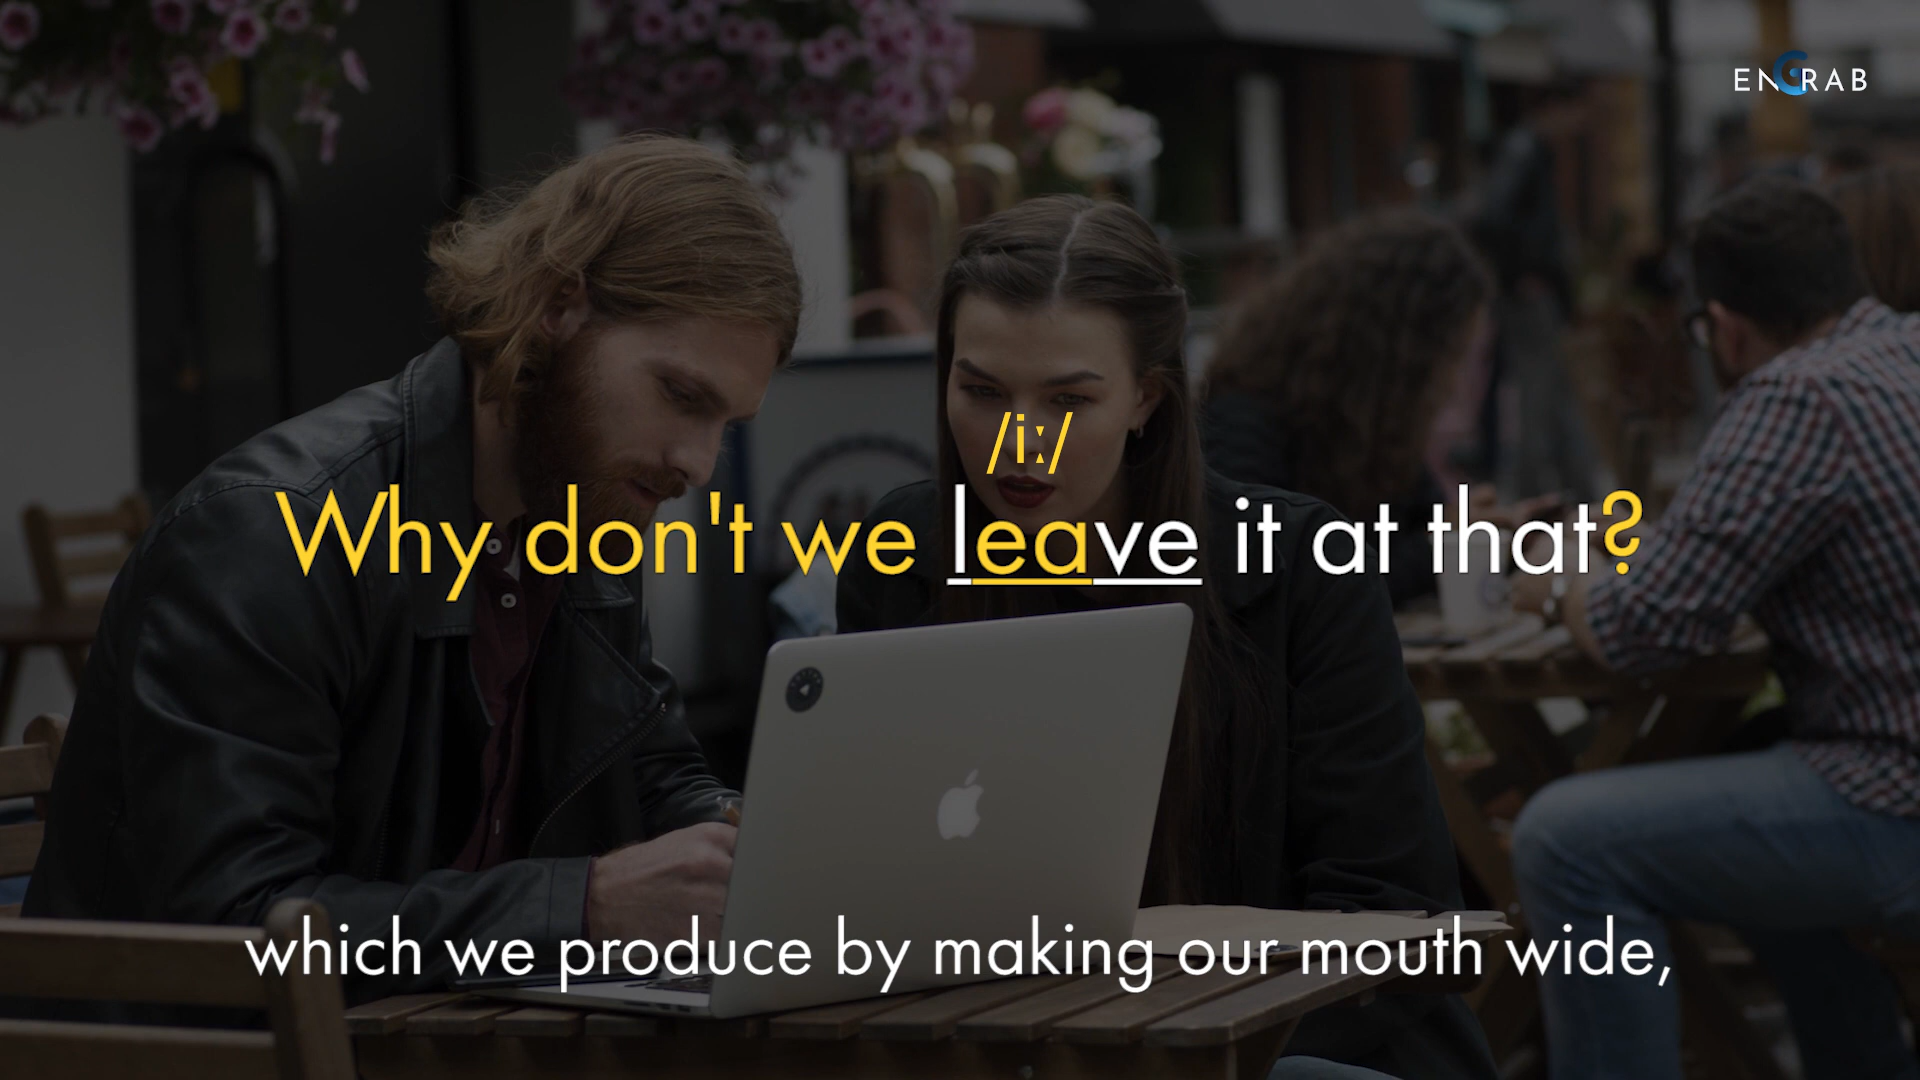 ENGRAB
/iː/
Why don't we leave it at that?
which we produce by making our mouth wide,